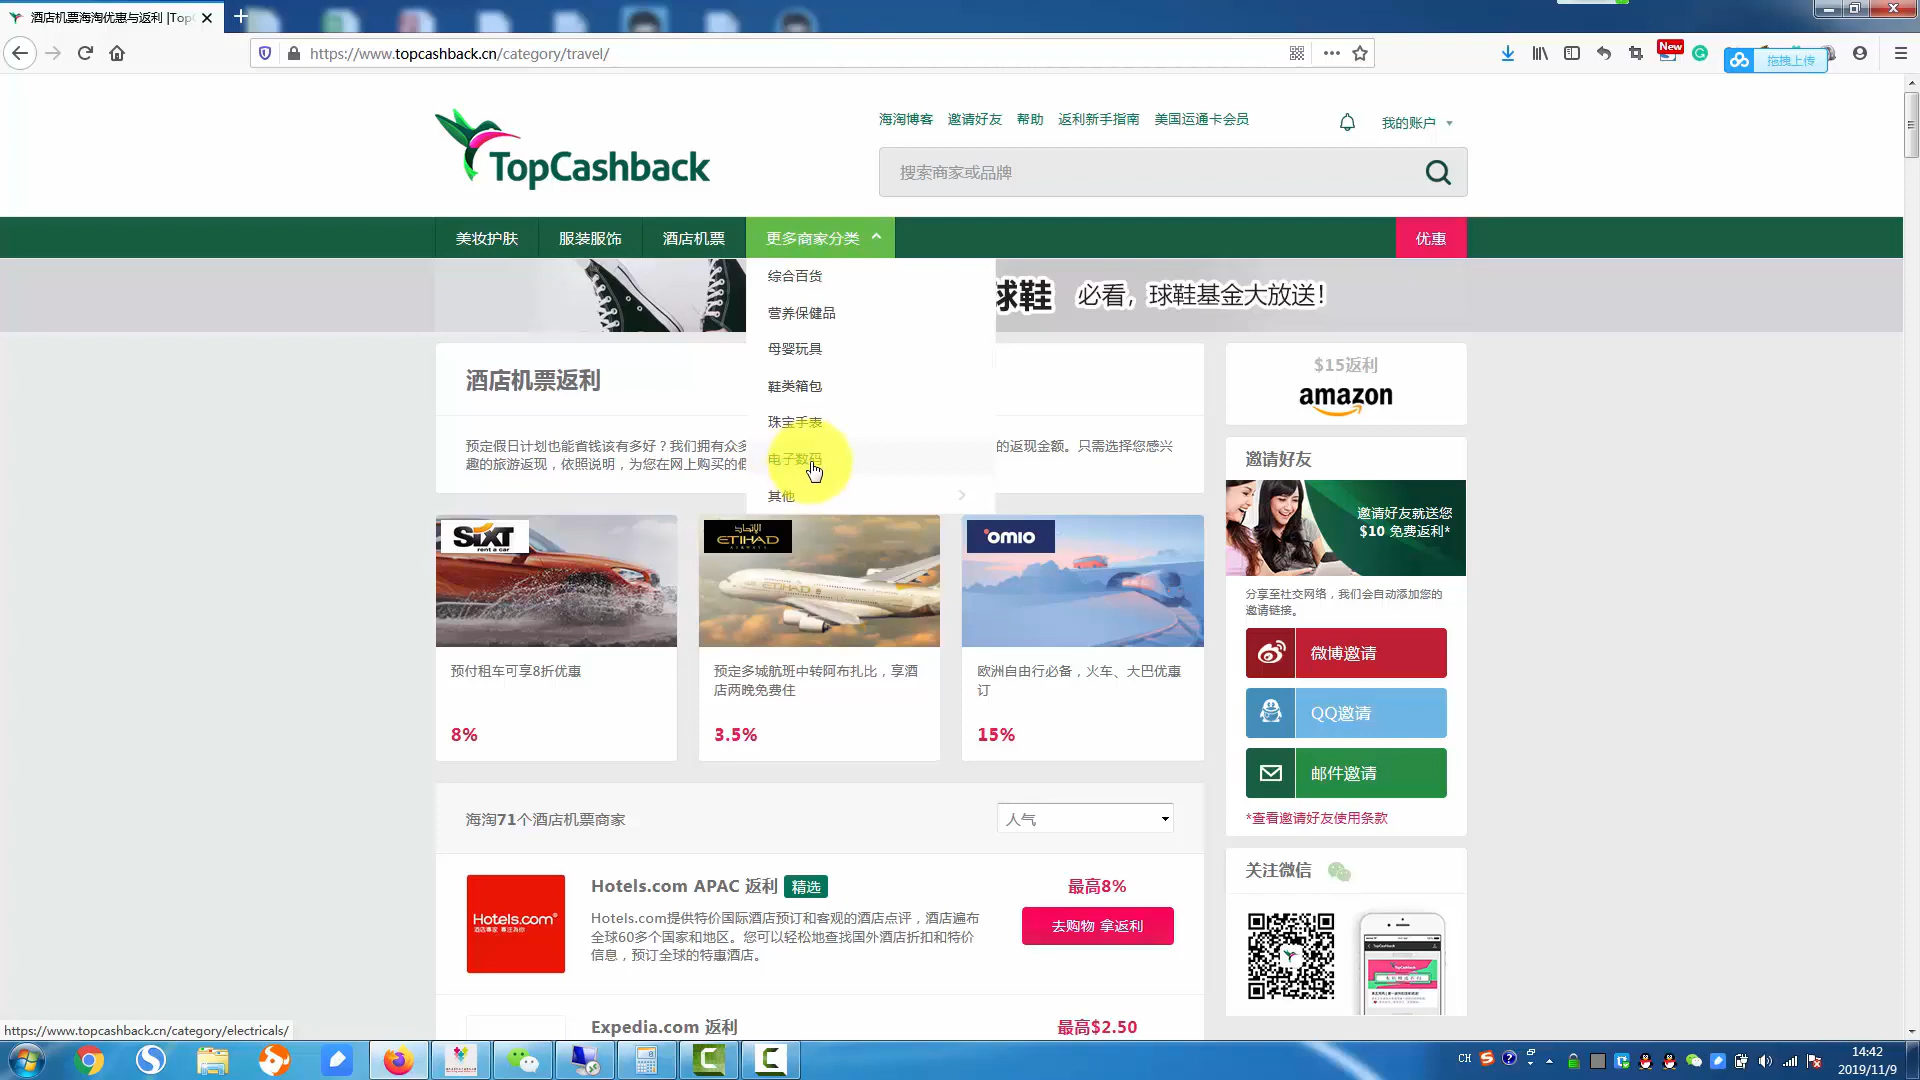 酒店机票海淘优惠与返利 |Top
https://www.topcashback.cn/category/travel/
New
拖拽上传
TopCashback
海淘博客 邀请好友 帮助 返利新手指南 美国运通卡会员
我的账户
搜索商家或品牌
美妆护肤 服装服饰 酒店机票 更多商家分类 优惠
综合百货
营养保健品
母婴玩具
鞋类箱包
珠宝手表
电子数码
其他
球鞋 必看，球鞋基金大放送！
酒店机票返利
预定假日计划也能省钱该有多好？我们拥有众多 的返现金额。只需选择您感兴
趣的旅游返现，依照说明，为您在网上购买的假
SIXT
rent a car
الإتحاد
ETIHAD
AIRWAYS
ETIHAD
omio
预付租车可享8折优惠
预定多城航班中转阿布扎比，享酒
店两晚免费住
欧洲自由行必备，火车、大巴优惠
订
8% 3.5% 15%
海淘71个酒店机票商家
人气
Hotels.com
Hotels.com APAC 返利 精选
Hotels.com提供特价国际酒店预订和客观的酒店点评，酒店遍布
全球60多个国家和地区。您可以轻松地查找国外酒店折扣和特价
信息，预订全球的特惠酒店。
最高8%
去购物 拿返利
Expedia.com 返利
最高$2.50
$15返利
amazon
邀请好友
邀请好友就送您
$10 免费返利*
分享至社交网络，我们会自动添加您的
邀请链接。
微博邀请
QQ邀请
邮件邀请
*查看邀请好友使用条款
关注微信
https://www.topcashback.cn/category/electricals/
CH
14:42
2019/11/9